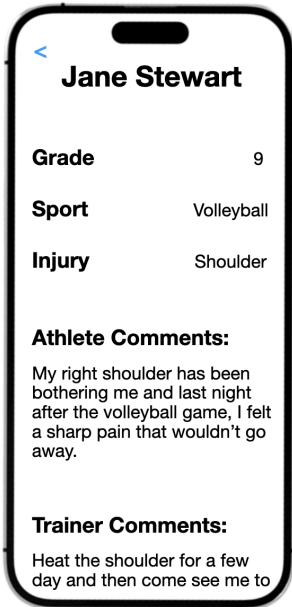 <
Jane Stewart
Grade 9
Sport Volleyball
Injury Shoulder
Athlete Comments:
My right shoulder has been
bothering me and last night
after the volleyball game, I felt
a sharp pain that wouldn’t go
away.
Trainer Comments:
Heat the shoulder for a few
day and then come see me to